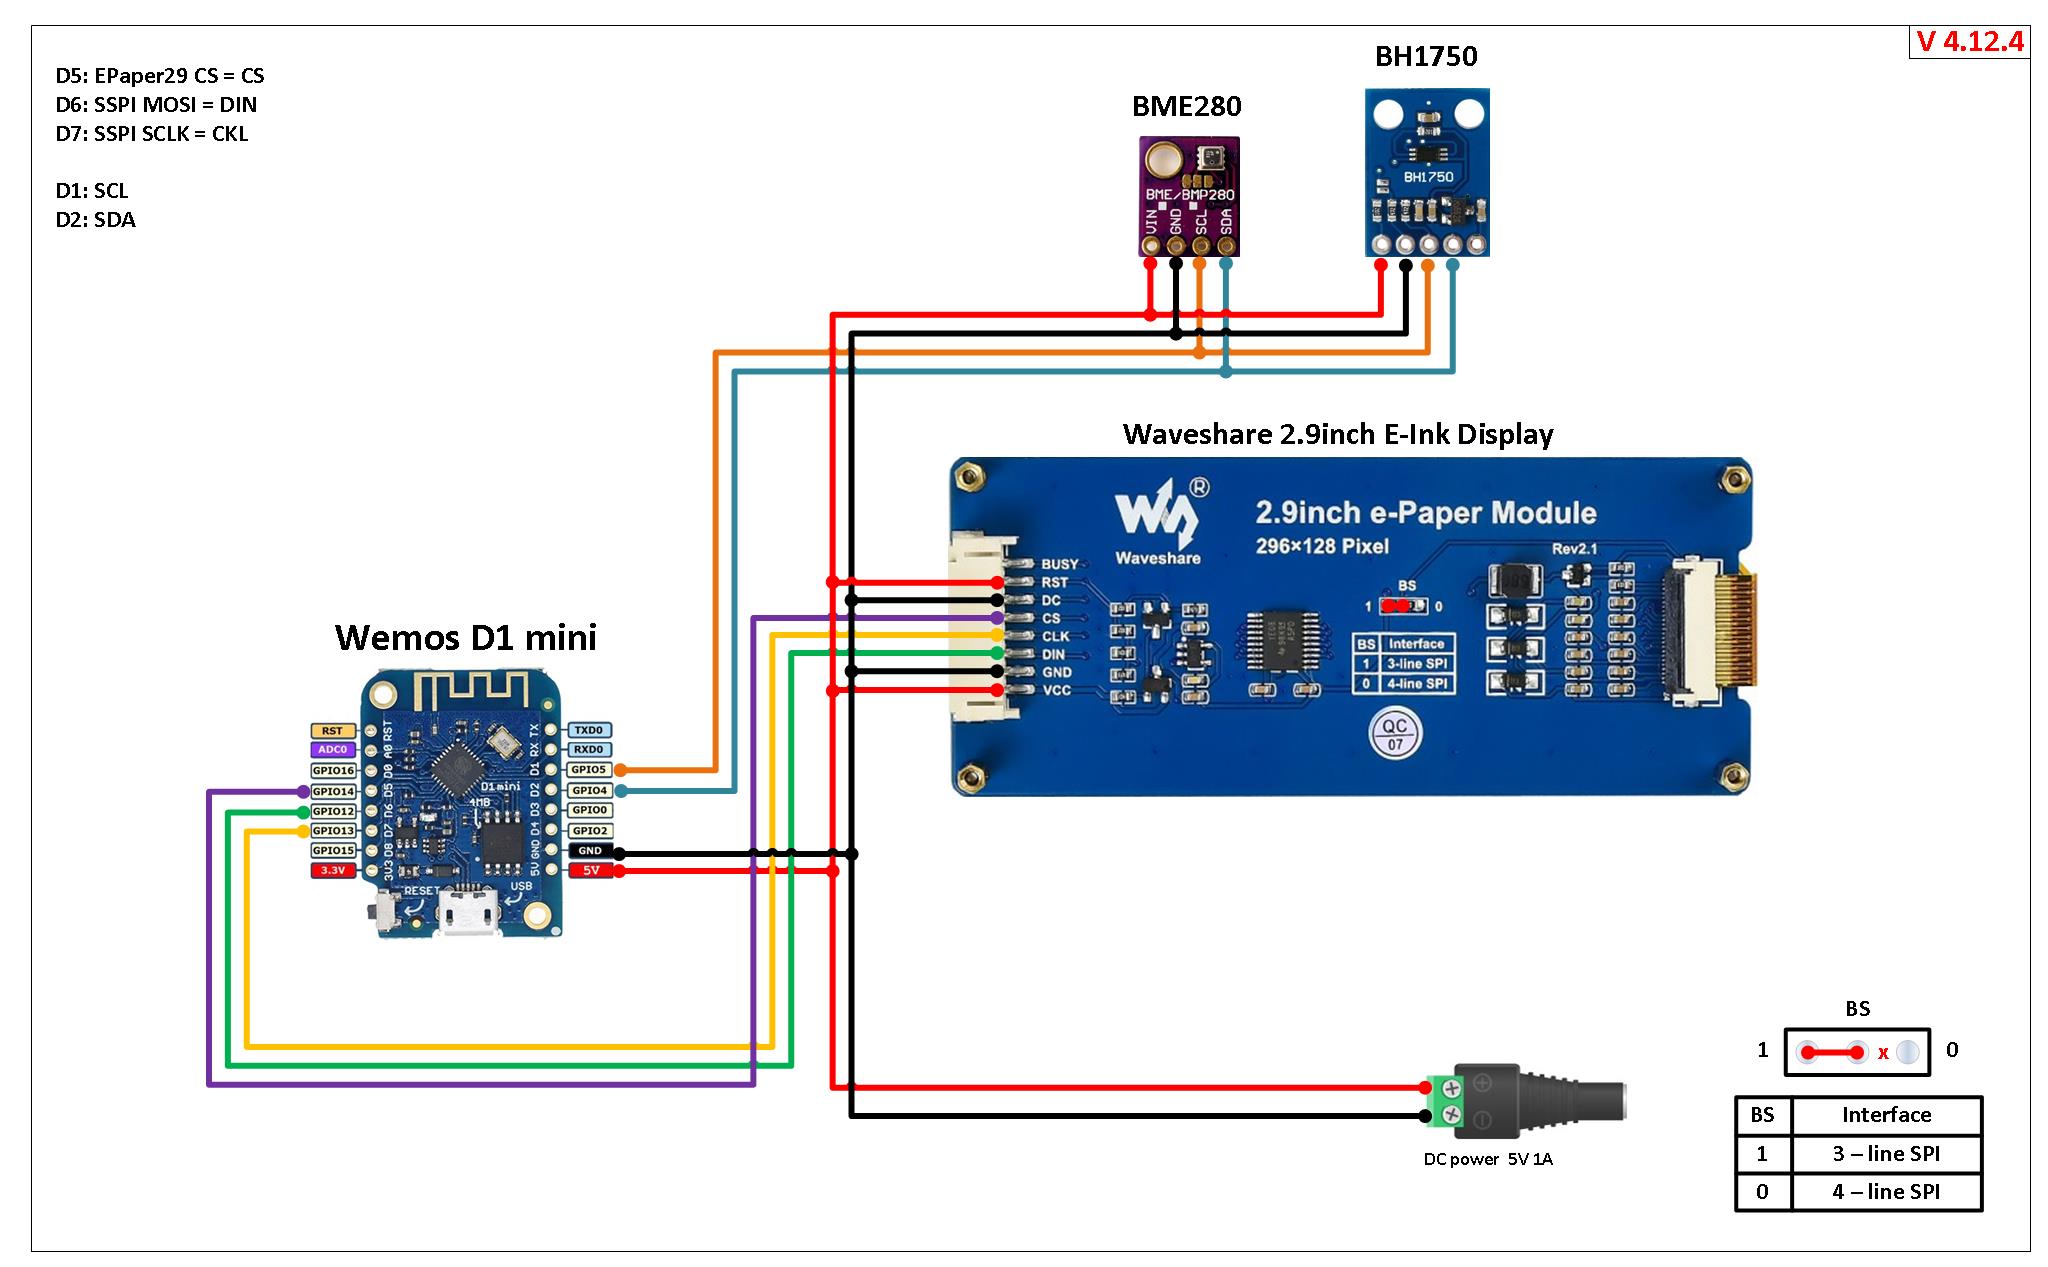 V 4.12.4
D5: EPaper29 CS = CS
D6: SSPI MOSI = DIN
D7: SSPI SCLK = CKL
D1: SCL
D2: SDA
BH1750
BME280
BH1750
BME/BMP280
VIN
GND
SCL
SDA
Waveshare 2.9inch E-Ink Display
Waveshare
®
2.9inch e-Paper Module
296×128 Pixel
Rev2.1
BUSY
RST
DC
CS
CLK
DIN
GND
VCC
BS
1 0
BS Interface
1 3-line SPI
0 4-line SPI
QC
07
Wemos D1 mini
RST
ADC0
GPIO16
GPIO14
GPIO12
GPIO13
GPIO15
3.3V
RST
A0
D0
D5
D6
D7
D8
3V3
D1 mini
4MB
RESET
USB
TX
RX
D1
D2
D3
D4
GND
5V
TXD0
RXD0
GPIO5
GPIO4
GPIO0
GPIO2
GND
5V
DC power 5V 1A
BS
1 x 0
BS Interface
1 3 – line SPI
0 4 – line SPI